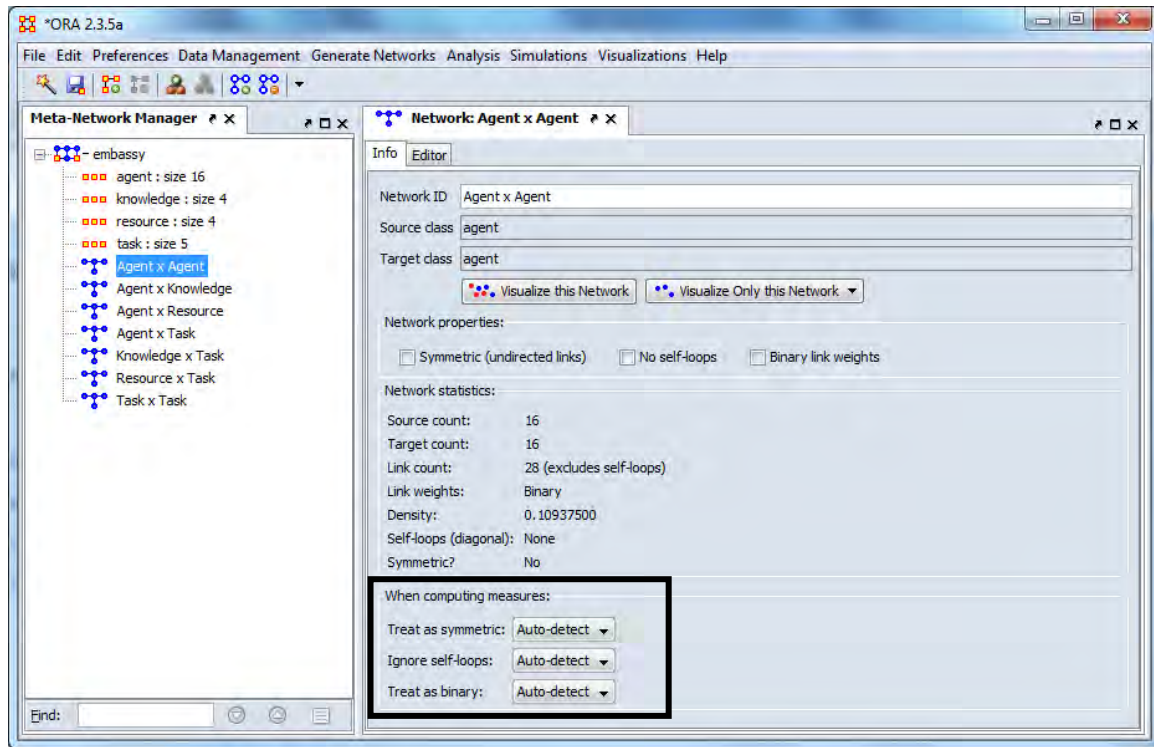 *ORA 2.3.5a
File Edit Preferences Data Management Generate Networks Analysis Simulations Visualizations Help
Meta-Network Manager
embassy
agent : size 16
knowledge : size 4
resource : size 4
task : size 5
Agent x Agent
Agent x Knowledge
Agent x Resource
Agent x Task
Knowledge x Task
Resource x Task
Task x Task
Find:
Network: Agent x Agent
Info Editor
Network ID Agent x Agent
Source class agent
Target class agent
Visualize this Network Visualize Only this Network
Network properties:
Symmetric (undirected links) No self-loops Binary link weights
Network statistics:
Source count: 16
Target count: 16
Link count: 28 (excludes self-loops)
Link weights: Binary
Density: 0.10937500
Self-loops (diagonal): None
Symmetric? No
When computing measures:
Treat as symmetric: Auto-detect
Ignore self-loops: Auto-detect
Treat as binary: Auto-detect